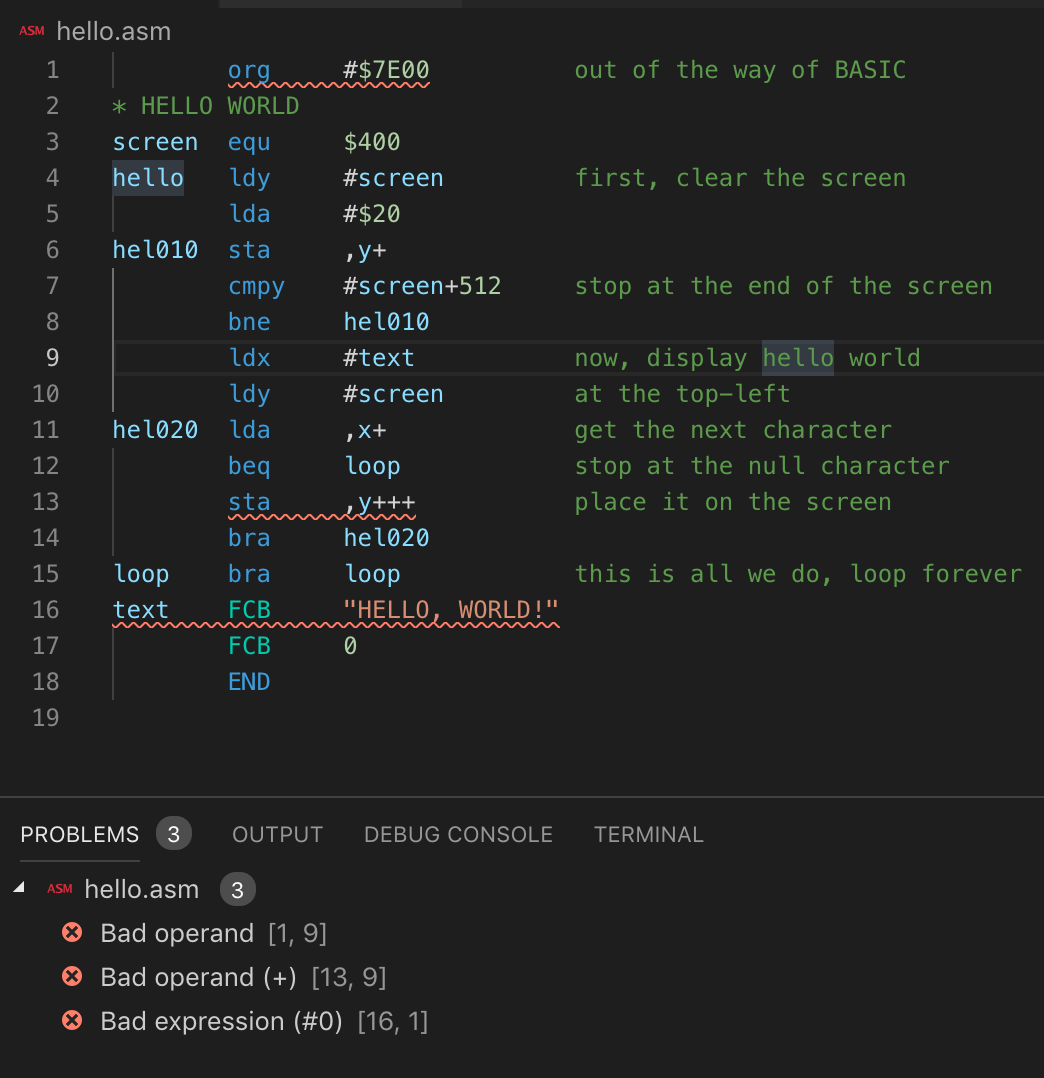 ASM hello.asm
1 org #$7E00 out of the way of BASIC
2 * HELLO WORLD
3 screen equ $400
4 hello ldy #screen first, clear the screen
5 lda #$20
6 hel010 sta ,y+
7 cmpy #screen+512 stop at the end of the screen
8 bne hel010
9 ldx #text now, display hello world
10 ldy #screen at the top-left
11 hel020 lda ,x+ get the next character
12 beq loop stop at the null character
13 sta ,y+++ place it on the screen
14 bra hel020
15 loop bra loop this is all we do, loop forever
16 text FCB "HELLO, WORLD!"
17 FCB 0
18 END
19
PROBLEMS 3 OUTPUT DEBUG CONSOLE TERMINAL
ASM hello.asm 3
Bad operand [1, 9]
Bad operand (+) [13, 9]
Bad expression (#0) [16, 1]